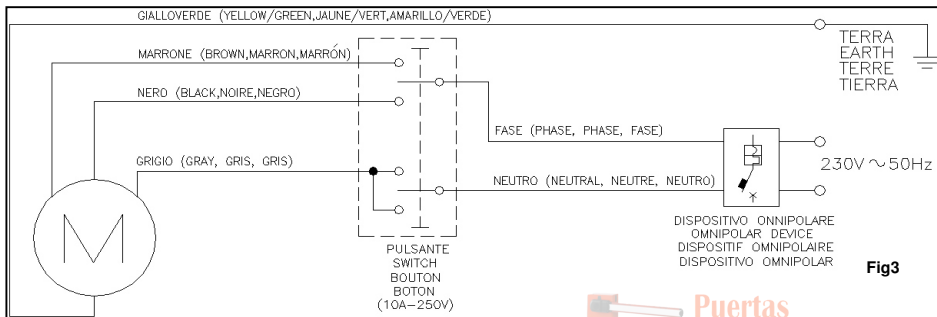 GIALLOVERDE (YELLOW/GREEN,JAUNE/VERT,AMARILLO/VERDE)
MARRONE (BROWN,MARRON,MARRÓN)
NERO (BLACK,NOIRE,NEGRO)
GRIGIO (GRAY, GRIS, GRIS)
M
PULSANTE
SWITCH
BOUTON
BOTON
(10A-250V)
FASE (PHASE, PHASE, FASE)
NEUTRO (NEUTRAL, NEUTRE, NEUTRO)
TERRA
EARTH
TERRE
TIERRA
230V ~ 50Hz
DISPOSITIVO ONNIPOLARE
OMNIPOLAR DEVICE
DISPOSITIF OMNIPOLAIRE
DISPOSITIVO OMNIPOLAR
Fig3
Puertas